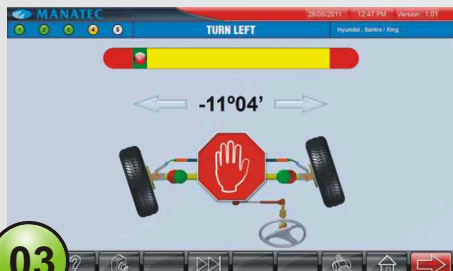 MANATEC
28/05/2011 12:47 PM Version : 1.01
1 2 3 4 5
TURN LEFT
Hyundai , Santro / Xing
-11º04’
03
?